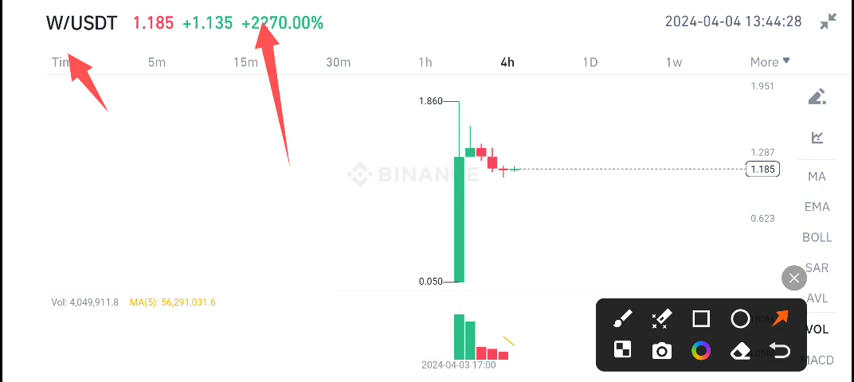 W/USDT 1.185 +1.135 +2270.00% 2024-04-04 13:44:28
Tim 5m 15m 30m 1h 4h 1D 1w More
1.951
1.860
1.287
1.185
BINANCE
MA
EMA
0.623
BOLL
SAR
0.050
AVL
Vol: 4,049,911.8 MA(5): 56,291,031.6
VOL
MACD
2024-04-03 17:00